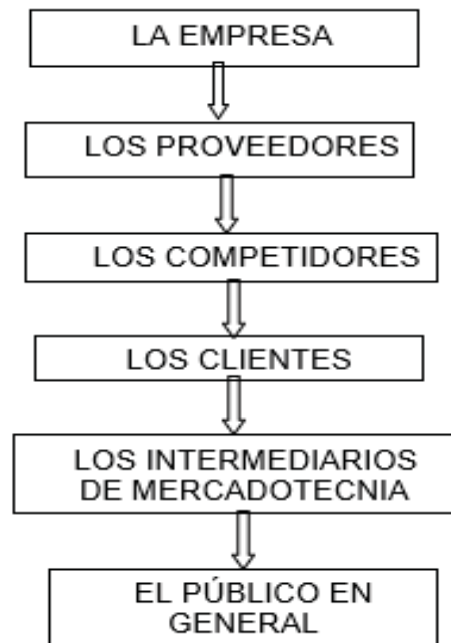 LA EMPRESA
LOS PROVEEDORES
LOS COMPETIDORES
LOS CLIENTES
LOS INTERMEDIARIOS
DE MERCADOTECNIA
EL PÚBLICO EN
GENERAL